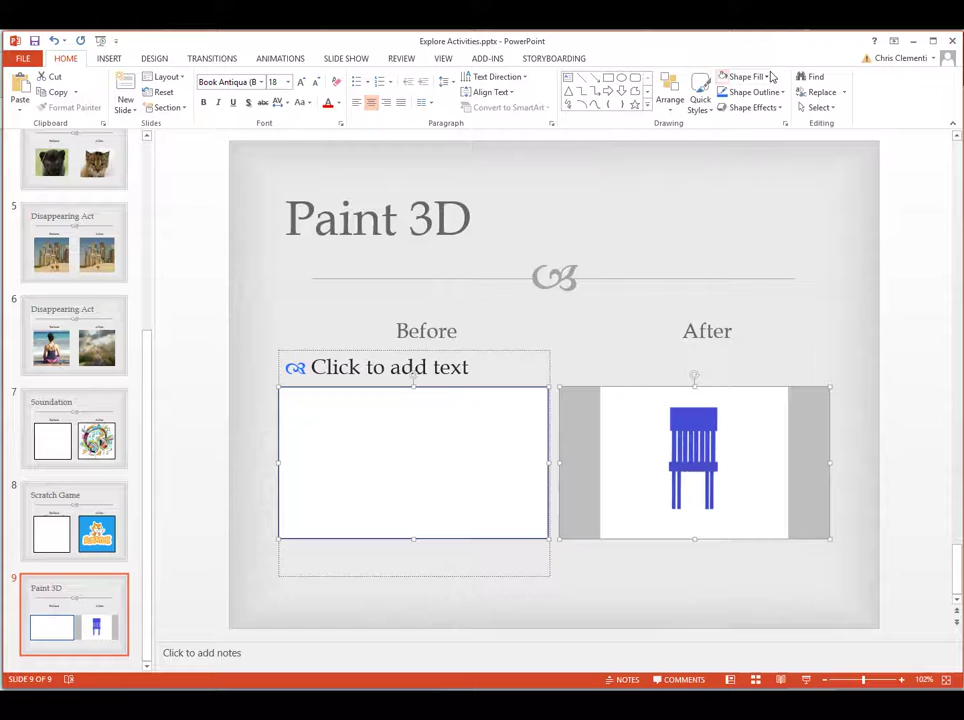 Explore Activities.pptx - PowerPoint
FILE HOME INSERT DESIGN TRANSITIONS ANIMATIONS SLIDE SHOW REVIEW VIEW ADD-INS STORYBOARDING
Chris Clementi
Paste
Cut
Copy
Format Painter
Clipboard
New
Slide
Layout
Reset
Section
Slides
Book Antiqua (B 18
B I U S abc AV Aa A
Font
Text Direction
Align Text
Convert to SmartArt
Paragraph
Arrange
Quick
Styles
Shape Fill
Shape Outline
Shape Effects
Drawing
Find
Replace
Select
Editing
5
Disappearing Act
6
Disappearing Act
7
Soundation
8
Scratch Game
9
Paint 3D
Paint 3D
Before
After
Click to add text
Click to add notes
SLIDE 9 OF 9
NOTES
COMMENTS
102%